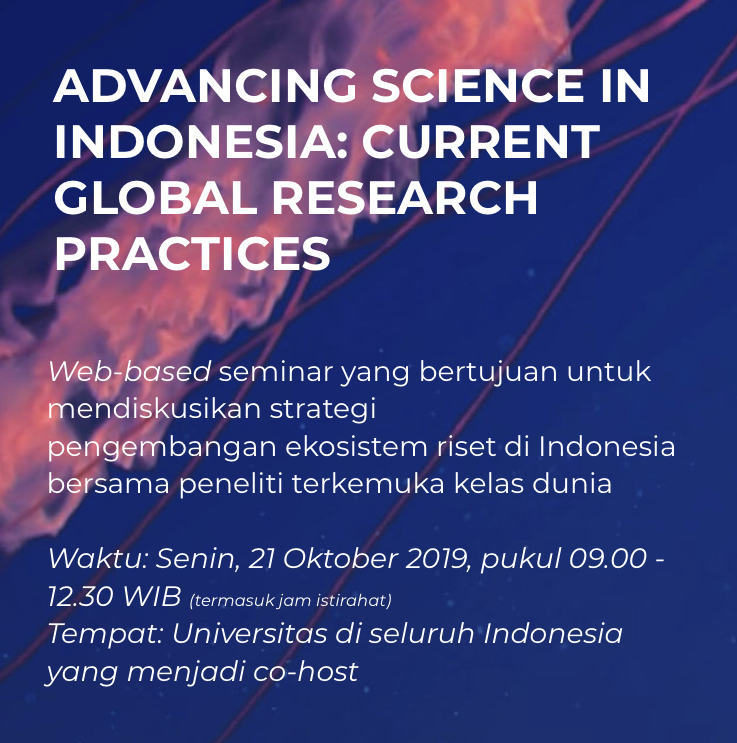 ADVANCING SCIENCE IN
INDONESIA: CURRENT
GLOBAL RESEARCH
PRACTICES
Web-based seminar yang bertujuan untuk
mendiskusikan strategi
pengembangan ekosistem riset di Indonesia
bersama peneliti terkemuka kelas dunia
Waktu: Senin, 21 Oktober 2019, pukul 09.00 -
12.30 WIB (termasuk jam istirahat)
Tempat: Universitas di seluruh Indonesia
yang menjadi co-host